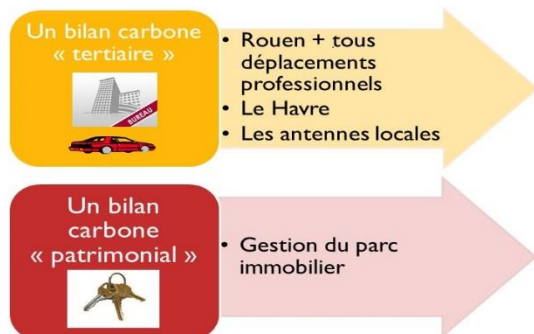 Un bilan carbone
« tertiaire »
BUREAU
• Rouen + tous
déplacements
professionnels
• Le Havre
• Les antennes locales
Un bilan
carbone
« patrimonial »
• Gestion du parc
immobilier